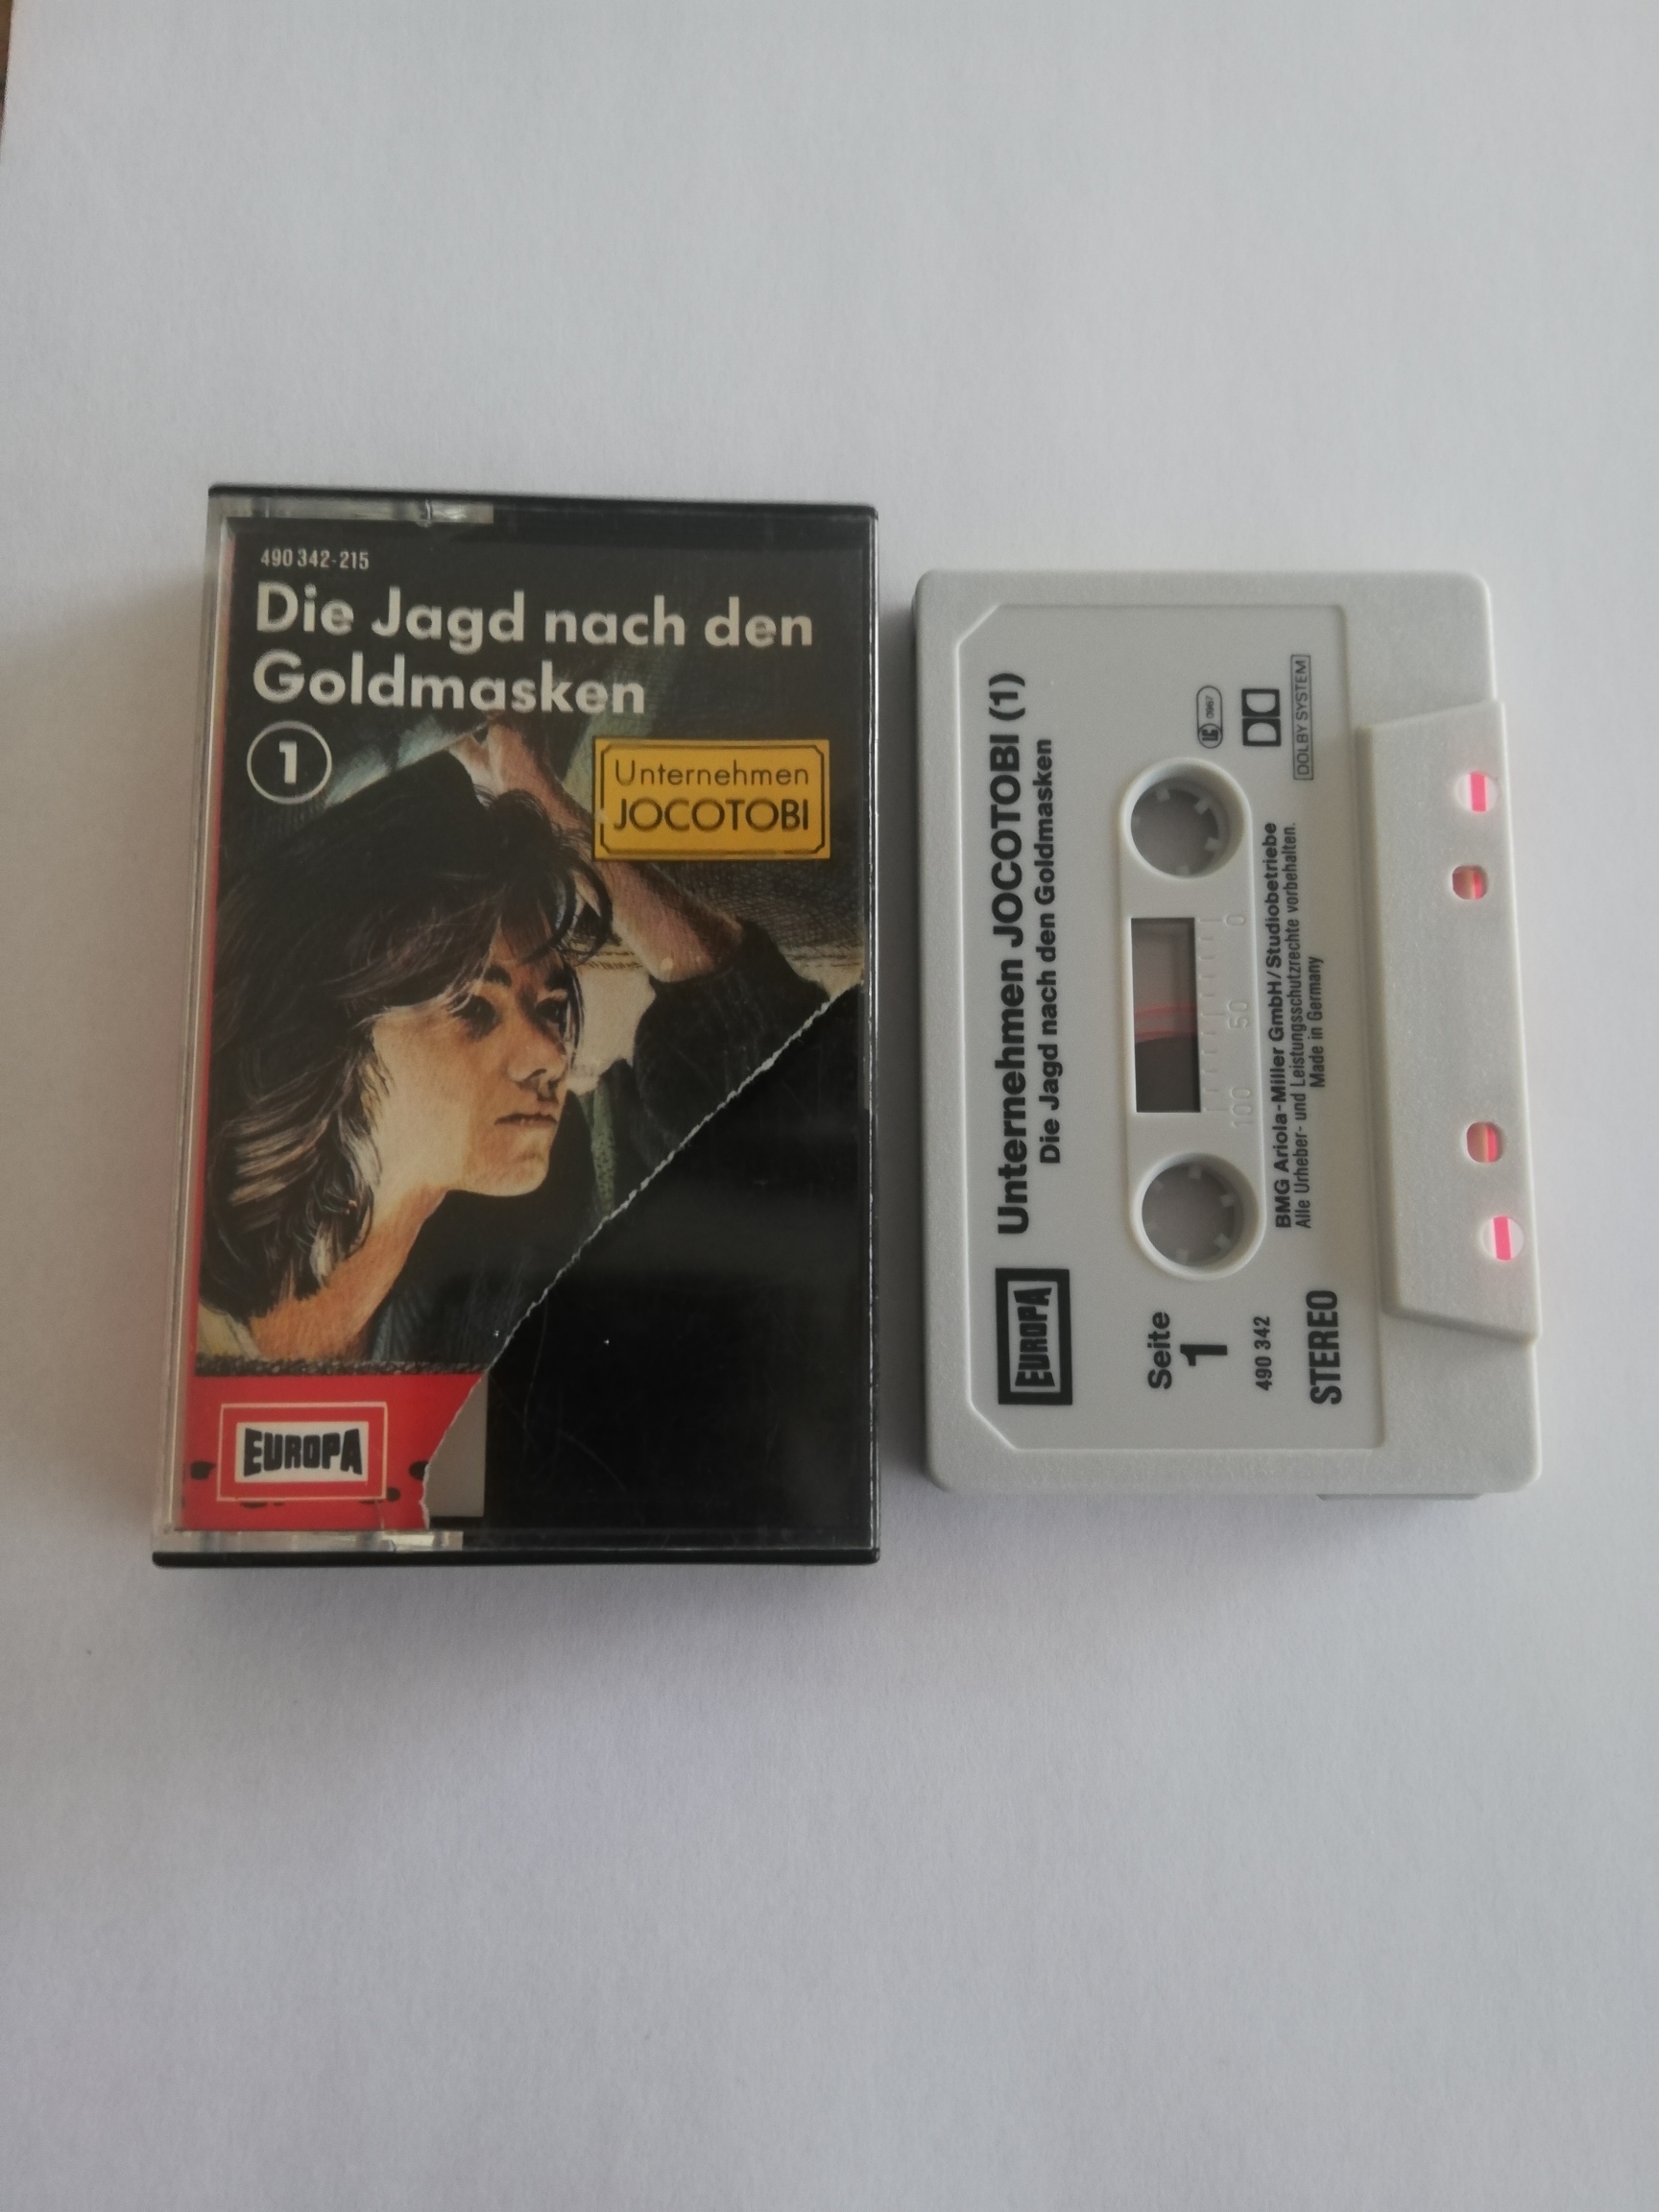 490 342-215
Die Jagd nach den
Goldmasken
1
Unternehmen
JOCOTOBI
EUROPA
EUROPA
Unternehmen JOCOTOBI (1)
Die Jagd nach den Goldmasken
Seite
1
100 50 0
LC 0967
490 342
STEREO
BMG Ariola-Miller GmbH/Studiobetriebe
Alle Urheber- und Leistungsschutzrechte vorbehalten.
Made in Germany
DOLBY SYSTEM